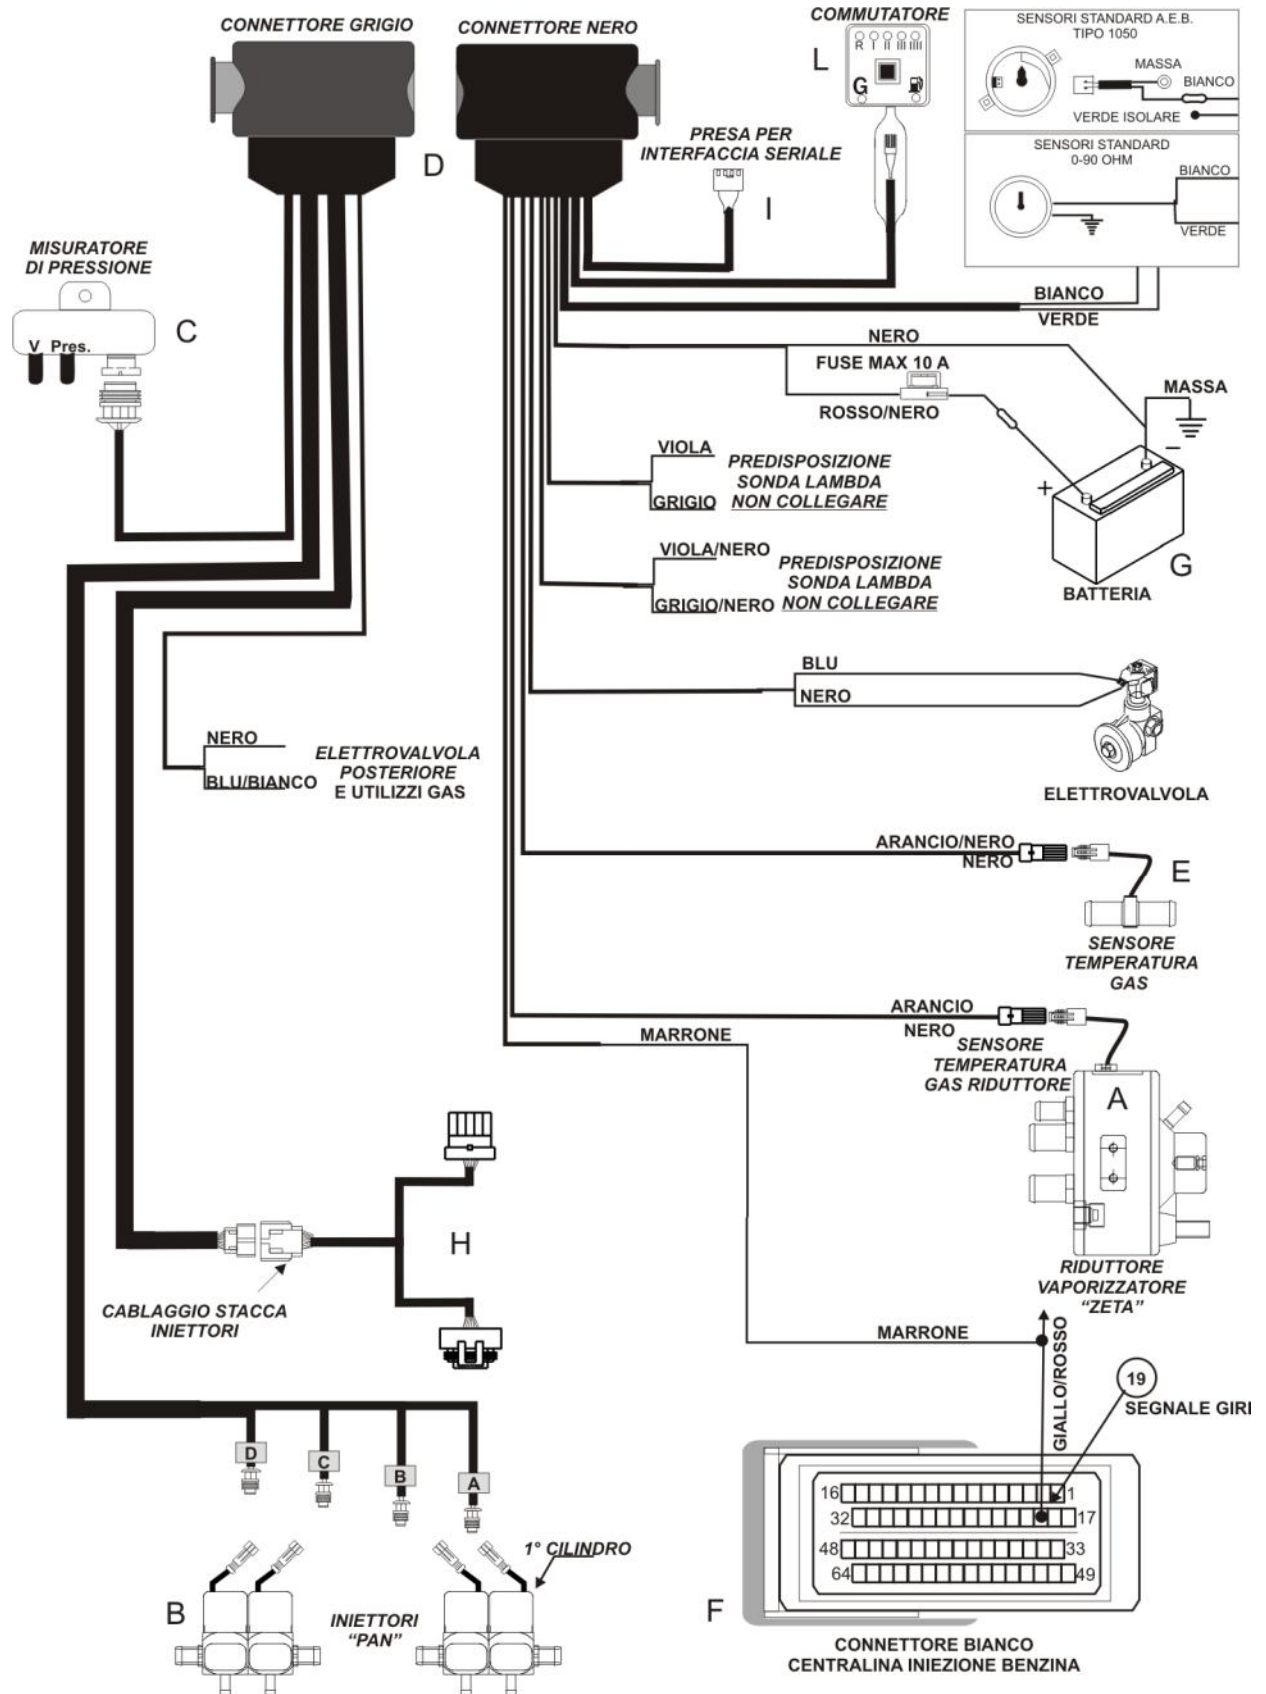 CONNETTORE GRIGIO
CONNETTORE NERO
COMMUTATORE
L
R I II III IIII
G
SENSORI STANDARD A.E.B.
TIPO 1050
MASSA
BIANCO
VERDE ISOLARE
SENSORI STANDARD
0-90 OHM
BIANCO
VERDE
D
PRESA PER
INTERFACCIA SERIALE
I
MISURATORE
DI PRESSIONE
V Pres.
C
BIANCO
VERDE
NERO
FUSE MAX 10 A
ROSSO/NERO
MASSA
+
−
G
BATTERIA
VIOLA
GRIGIO
PREDISPOSIZIONE
SONDA LAMBDA
NON COLLEGARE
VIOLA/NERO
GRIGIO/NERO
PREDISPOSIZIONE
SONDA LAMBDA
NON COLLEGARE
BLU
NERO
ELETTROVALVOLA
NERO
BLU/BIANCO
ELETTROVALVOLA
POSTERIORE
E UTILIZZI GAS
ARANCIO/NERO
NERO
E
SENSORE
TEMPERATURA
GAS
ARANCIO
NERO
SENSORE
TEMPERATURA
GAS RIDUTTORE
MARRONE
A
RIDUTTORE
VAPORIZZATORE
“ZETA”
H
CABLAGGIO STACCA
INIETTORI
MARRONE
GIALLO/ROSSO
19
SEGNALE GIRI
D
C
B
A
1° CILINDRO
B
INIETTORI
“PAN”
16
1
32
17
48
33
64
49
F
CONNETTORE BIANCO
CENTRALINA INIEZIONE BENZINA